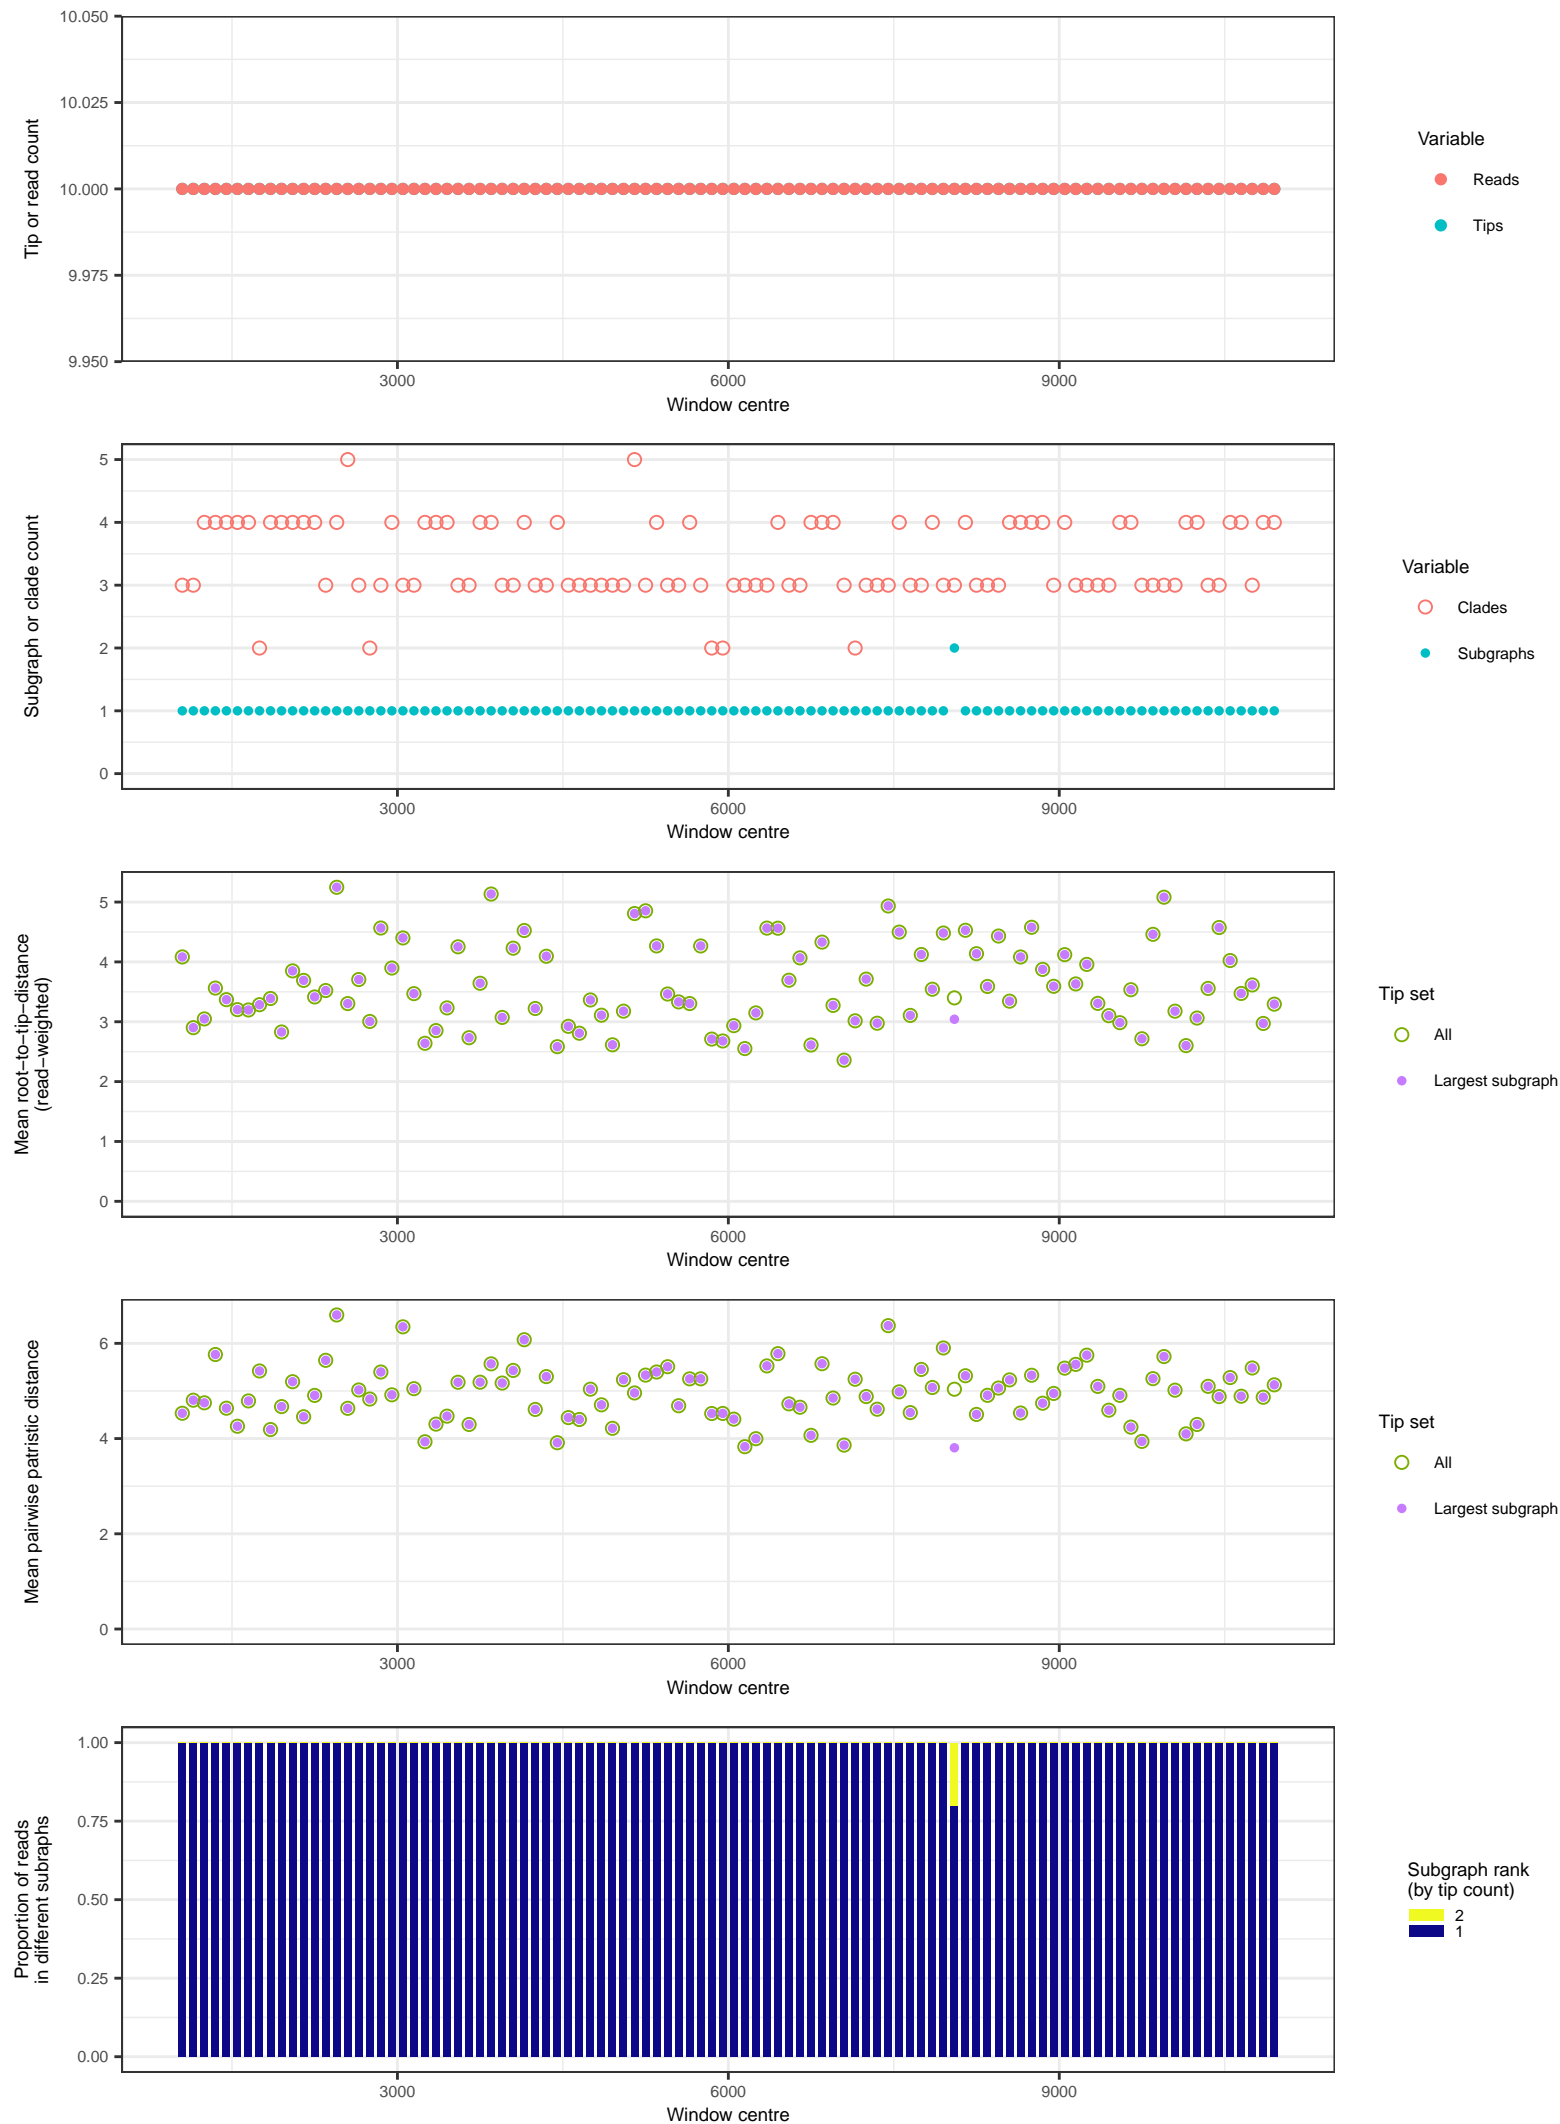 10.050
10.025
10.000
9.975
9.950
Tip or read count
3000 6000 9000
Window centre
Variable
Reads
Tips
5
4
3
2
1
0
Subgraph or clade count
3000 6000 9000
Window centre
Variable
Clades
Subgraphs
5
4
3
2
1
0
Mean root−to−tip−distance
(read−weighted)
3000 6000 9000
Window centre
Tip set
All
Largest subgraph
6
4
2
0
Mean pairwise patristic distance
3000 6000 9000
Window centre
Tip set
All
Largest subgraph
1.00
0.75
0.50
0.25
0.00
Proportion of reads
in different subraphs
3000 6000 9000
Window centre
Subgraph rank
(by tip count)
2
1